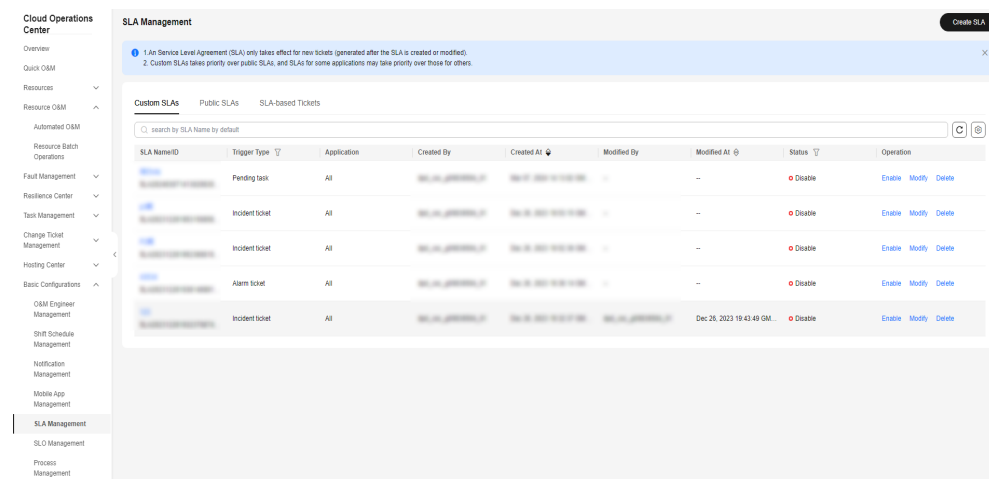 Cloud Operations
Center
Overview
Quick O&M
Resources
Resource O&M
Automated O&M
Resource Batch
Operations
Fault Management
Resilience Center
Task Management
Change Ticket
Management
Hosting Center
Basic Configurations
O&M Engineer
Management
Shift Schedule
Management
Notification
Management
Mobile App
Management
SLA Management
SLO Management
Process
Management
SLA Management
Create SLA
1.An Service Level Agreement (SLA) only takes effect for new tickets (generated after the SLA is created or modified).
2. Custom SLAs takes priority over public SLAs, and SLAs for some applications may take priority over those for others.
Custom SLAs Public SLAs SLA-based Tickets
search by SLA Name by default
SLA Name/ID Trigger Type Application Created By Created At Modified By Modified At Status Operation
Pending task All -- Disable Enable Modify Delete
Incident ticket All -- Disable Enable Modify Delete
Incident ticket All -- Disable Enable Modify Delete
Alarm ticket All -- Disable Enable Modify Delete
Incident ticket All Dec 26, 2023 19:43:49 GM... Disable Enable Modify Delete